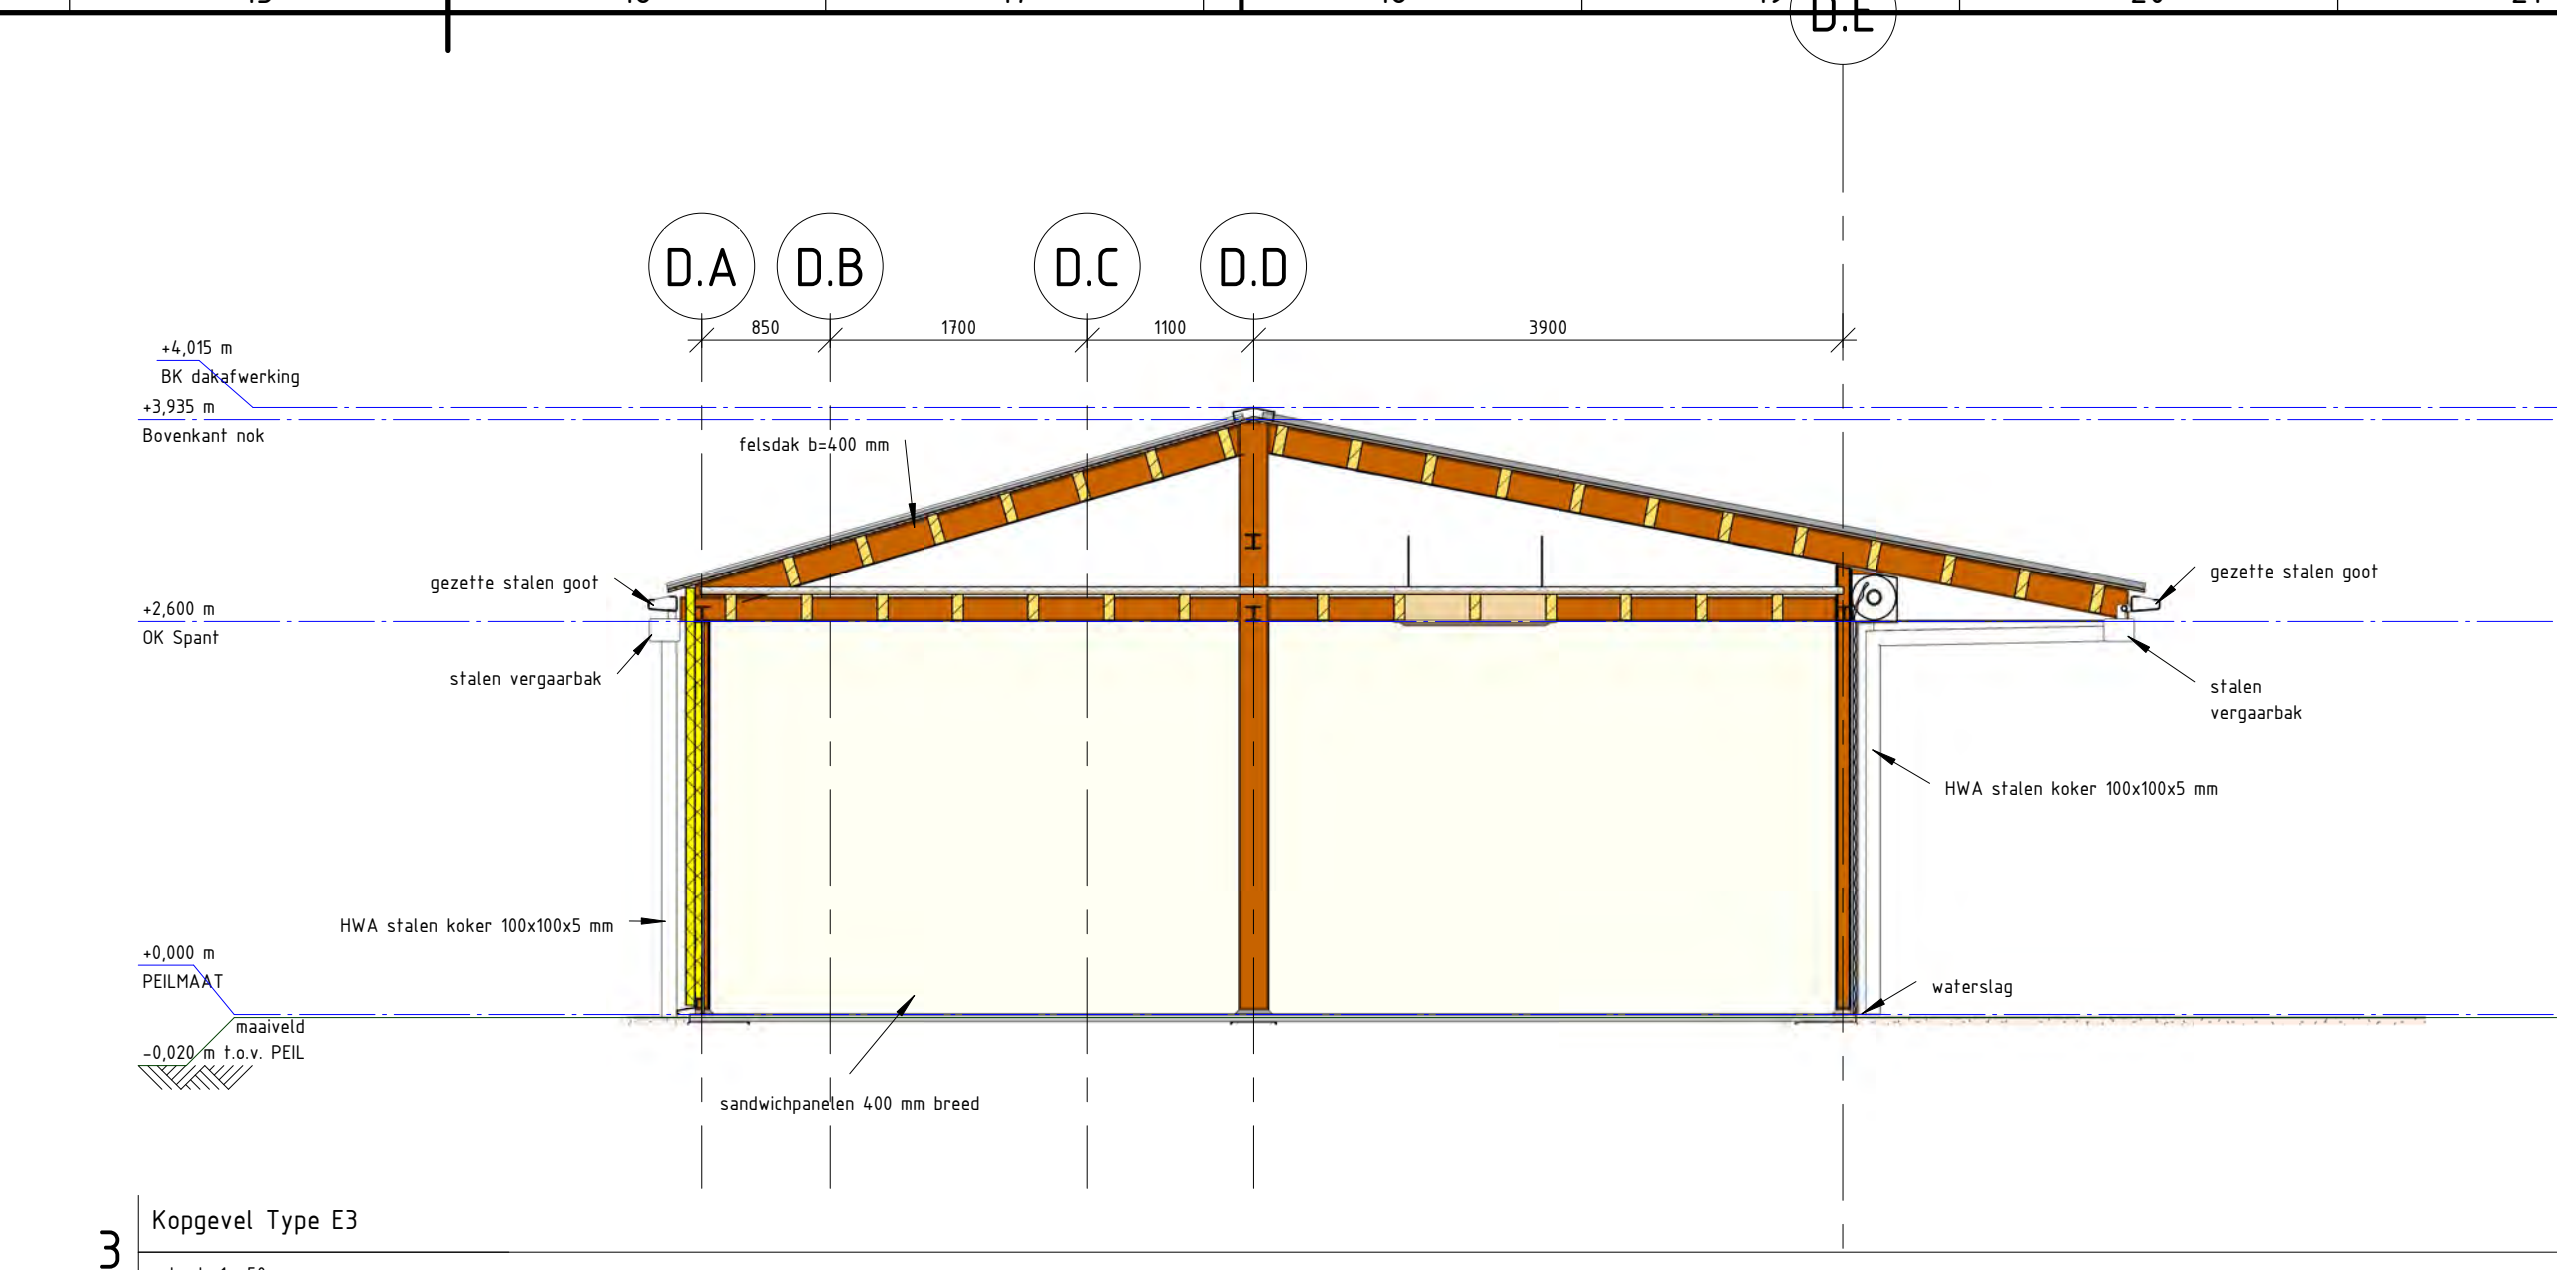 D.E
D.A
D.B
D.C
D.D
850
1700
1100
3900
+4,015 m
BK dakafwerking
+3,935 m
Bovenkant nok
felsdak b=400 mm
gezette stalen goot
gezette stalen goot
+2,600 m
OK Spant
stalen vergaarbak
stalen
vergaarbak
HWA stalen koker 100x100x5 mm
HWA stalen koker 100x100x5 mm
+0,000 m
PEILMAAT
waterslag
maaiveld
-0,020 m t.o.v. PEIL
sandwichpanelen 400 mm breed
Kopgevel Type E3
3